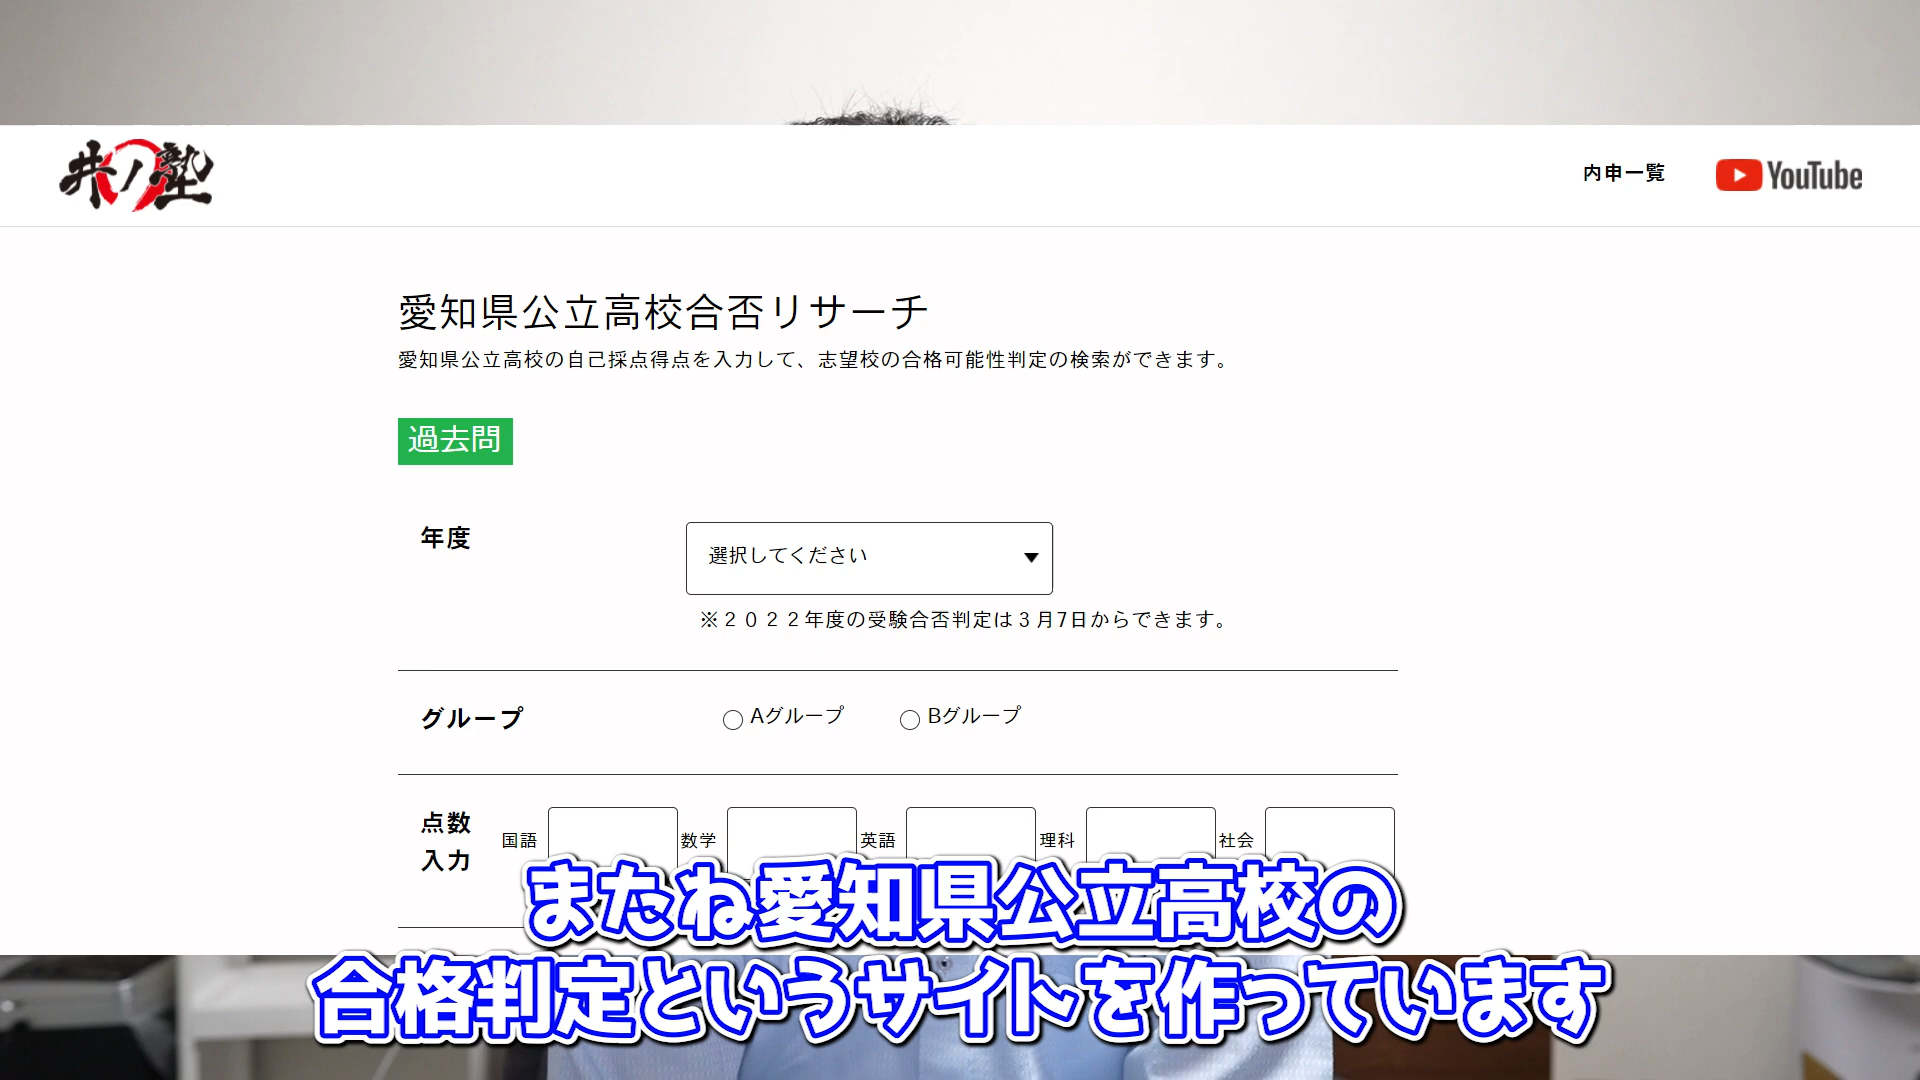 井ノ塾
内申一覧
YouTube
愛知県公立高校合否リサーチ
愛知県公立高校の自己採点得点を入力して、志望校の合格可能性判定の検索ができます。
過去問
年度
選択してください
※２０２２年度の受験合否判定は３月7日からできます。
グループ
Aグループ
Bグループ
点数
入力
国語
数学
英語
理科
社会
またね愛知県公立高校の
合格判定というサイトを作っています